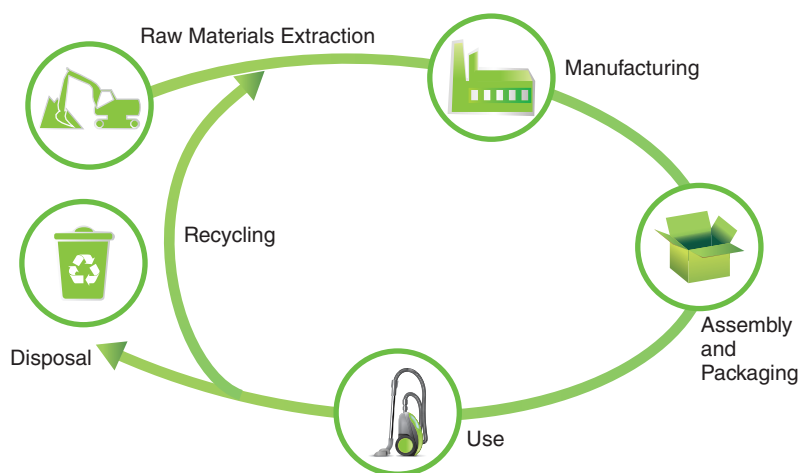 Raw Materials Extraction
Manufacturing
Recycling
Assembly
and
Packaging
Disposal
Use